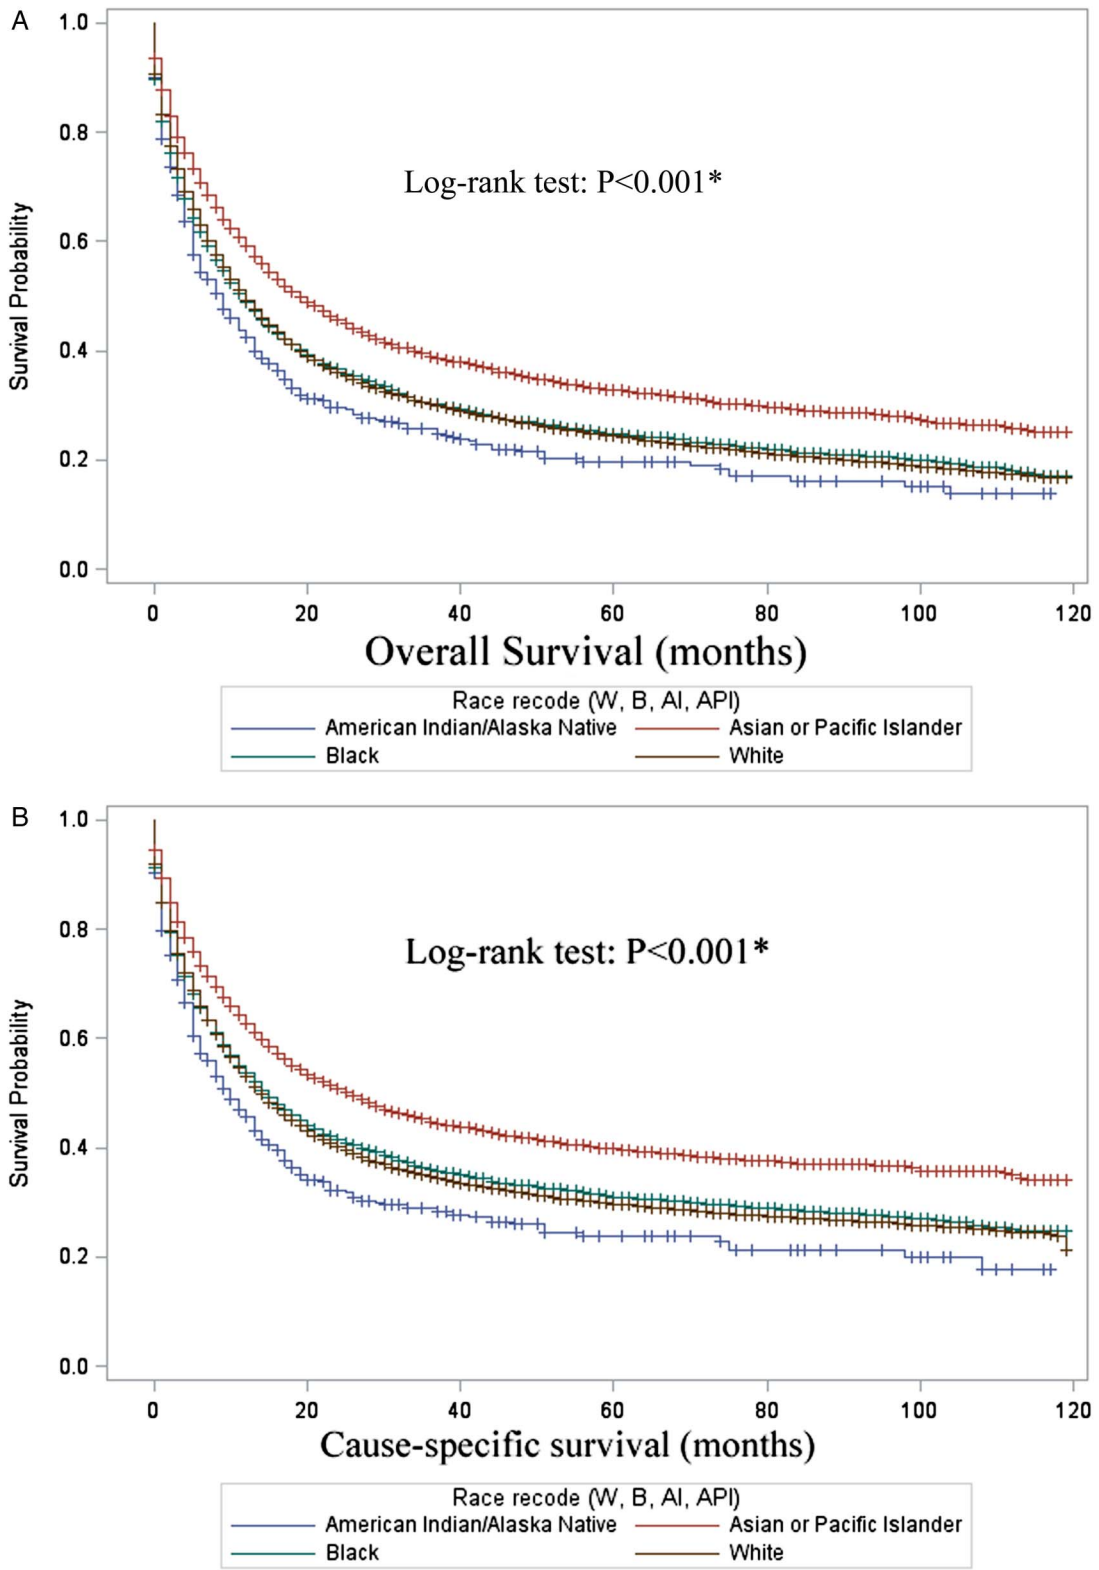 A
1.0
0.8
0.6
0.4
0.2
0.0
Survival Probability
Log-rank test: P<0.001*
0 20 40 60 80 100 120
Overall Survival (months)
Race recode (W, B, AI, API)
American Indian/Alaska Native Asian or Pacific Islander
Black White
B
1.0
0.8
0.6
0.4
0.2
0.0
Survival Probability
Log-rank test: P<0.001*
0 20 40 60 80 100 120
Cause-specific survival (months)
Race recode (W, B, AI, API)
American Indian/Alaska Native Asian or Pacific Islander
Black White